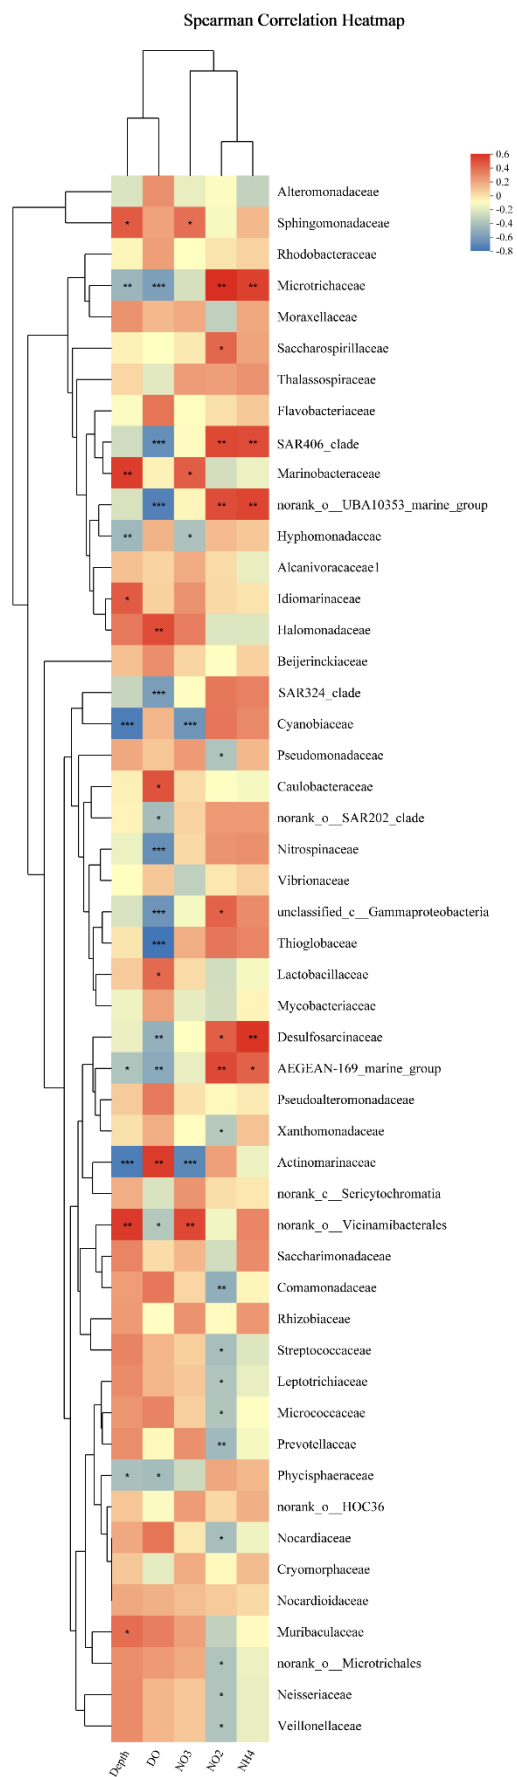 Spearman Correlation Heatmap
0.6
0.4
0.2
0
-0.2
-0.4
-0.6
-0.8
Alteromonadaceae
* * Sphingomonadaceae
Rhodobacteraceae
** *** ** ** Microtrichaceae
Moraxellaceae
* Saccharospirillaceae
Thalassospiraceae
Flavobacteriaceae
*** ** ** SAR406_clade
** * Marinobacteraceae
*** ** ** norank_o__UBA10353_marine_group
** * Hyphomonadaceae
Alcanivoracaceae1
* Idiomarinaceae
** Halomonadaceae
Beijerinckiaceae
*** SAR324_clade
*** *** Cyanobiaceae
* Pseudomonadaceae
* Caulobacteraceae
* norank_o__SAR202_clade
*** Nitrospinaceae
Vibrionaceae
*** * unclassified_c__Gammaproteobacteria
*** Thioglobaceae
* Lactobacillaceae
Mycobacteriaceae
** * ** Desulfosarcinaceae
* ** ** * AEGEAN-169_marine_group
Pseudoalteromonadaceae
* Xanthomonadaceae
*** ** *** Actinomarinaceae
norank_c__Sericytochromatia
** * ** norank_o__Vicinamibacterales
Saccharimonadaceae
** Comamonadaceae
Rhizobiaceae
* Streptococcaceae
* Leptotrichiaceae
* Micrococcaceae
** Prevotellaceae
* * Phycisphaeraceae
norank_o__HOC36
* Nocardiaceae
Cryomorphaceae
Nocardioidaceae
* Muribaculaceae
* norank_o__Microtrichales
* Neisseriaceae
* Veillonellaceae
Depth DO NO3 NO2 NH4